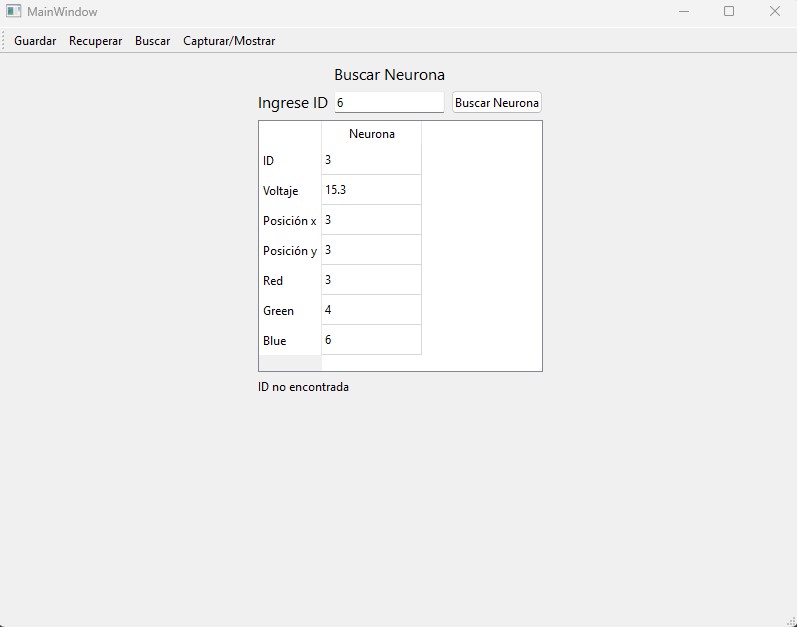 MainWindow
Guardar Recuperar Buscar Capturar/Mostrar
Buscar Neurona
Ingrese ID 6 Buscar Neurona
Neurona
ID 3
Voltaje 15.3
Posición x 3
Posición y 3
Red 3
Green 4
Blue 6
ID no encontrada